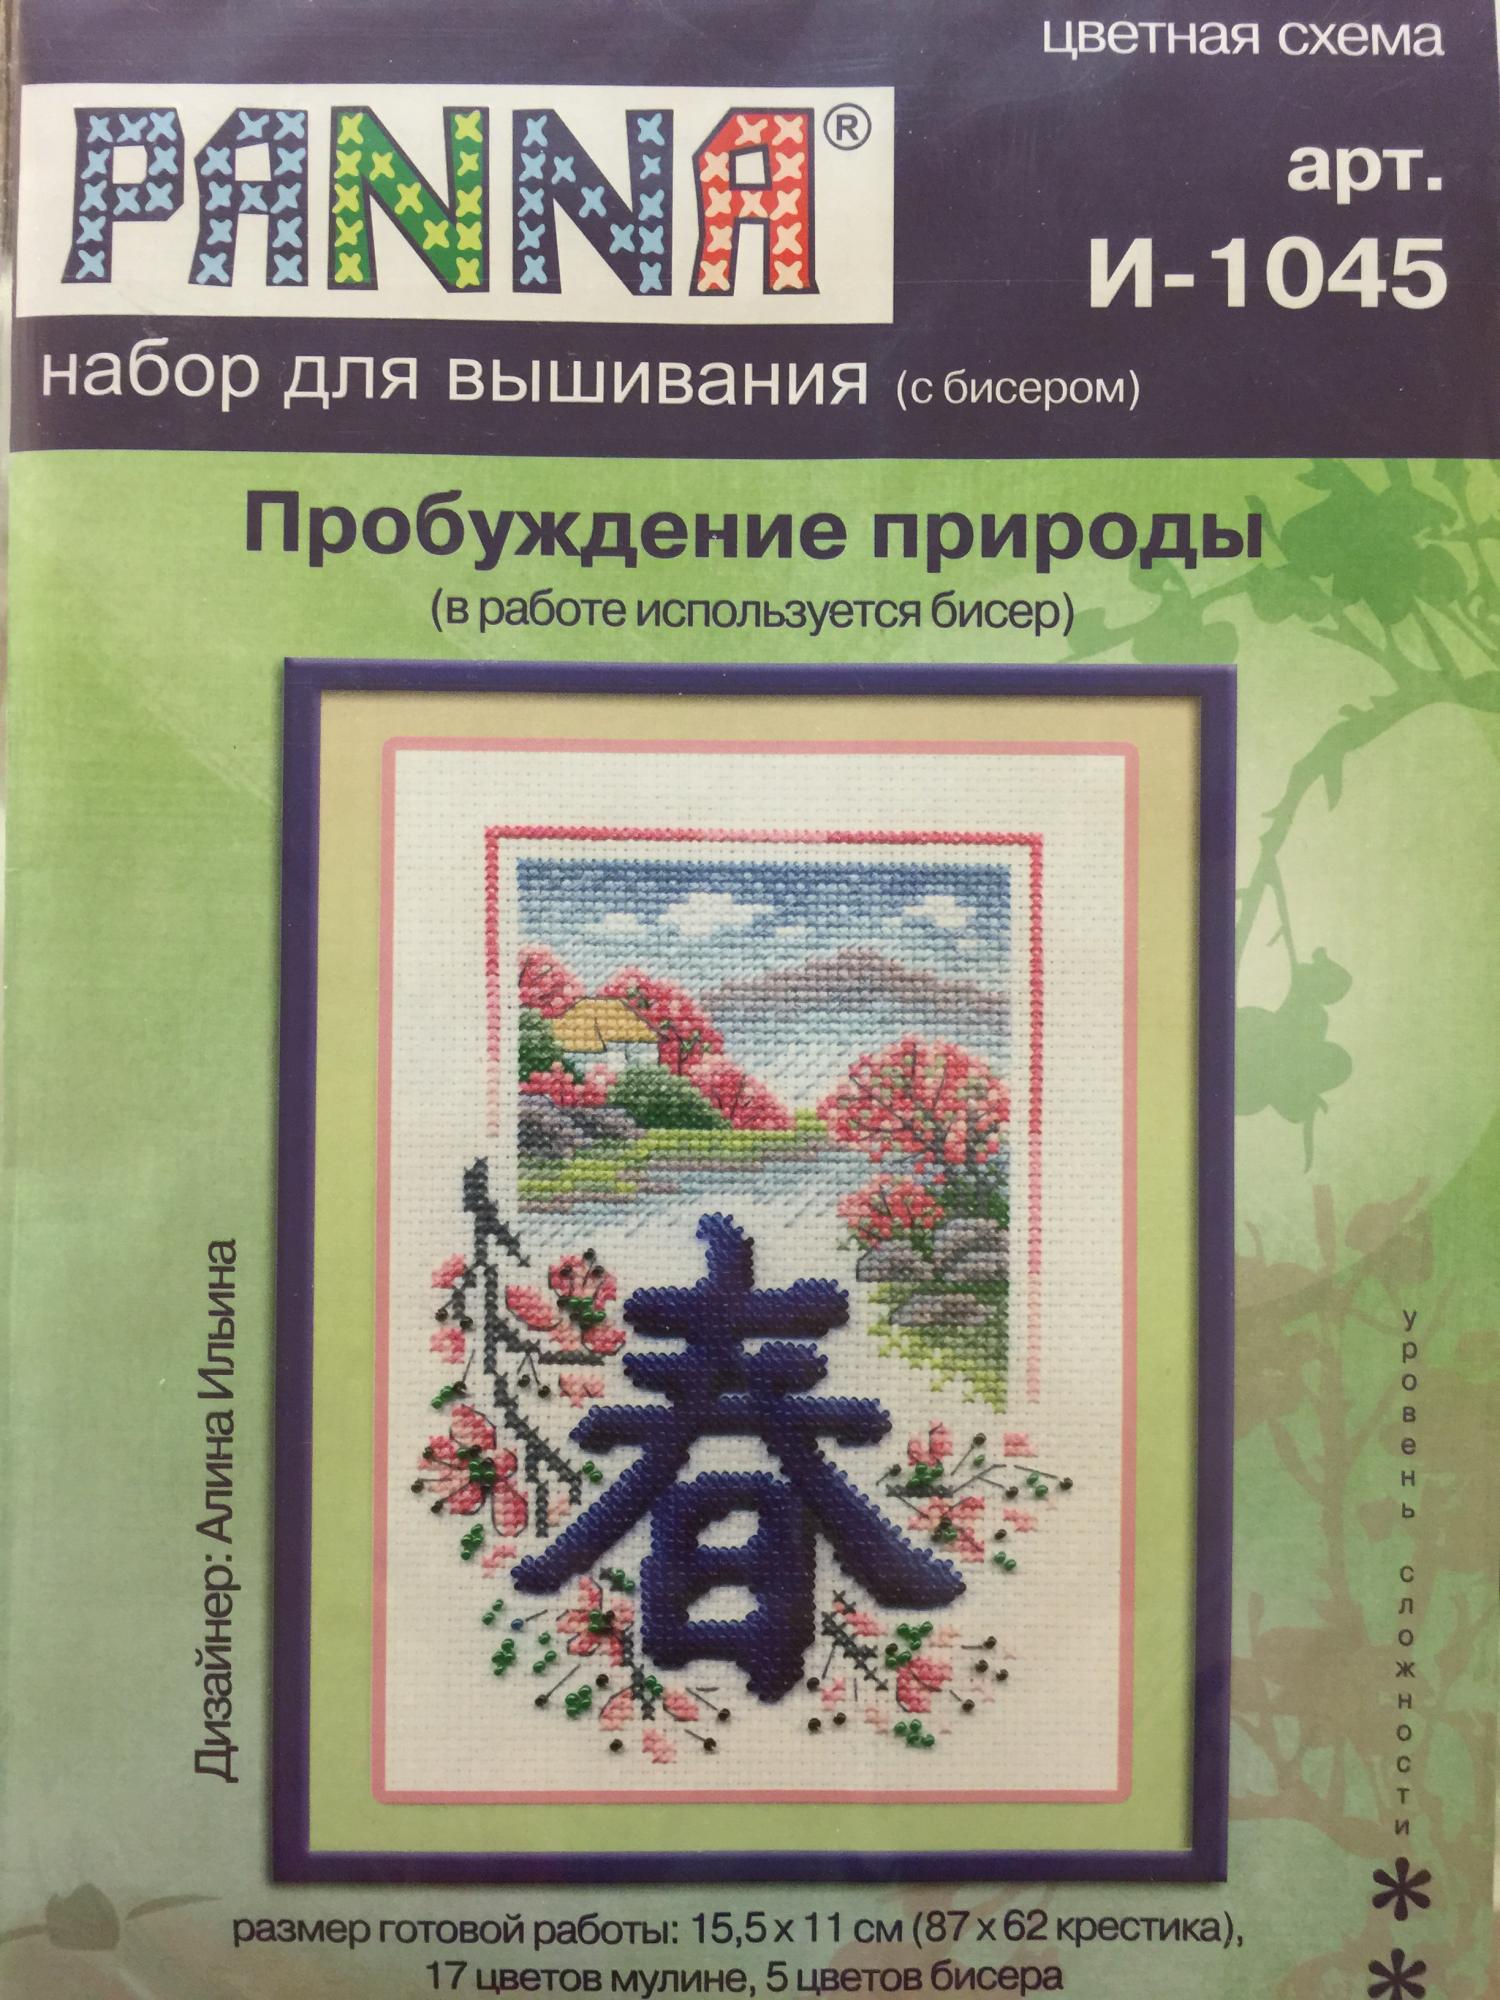 цветная схема
PANNA®
арт.
И-1045
набор для вышивания (с бисером)
Пробуждение природы
(в работе используется бисер)
春
Дизайнер: Алина Ильина
уровень сложности
**
размер готовой работы: 15,5 х 11 см (87 х 62 крестика),
17 цветов мулине, 5 цветов бисера